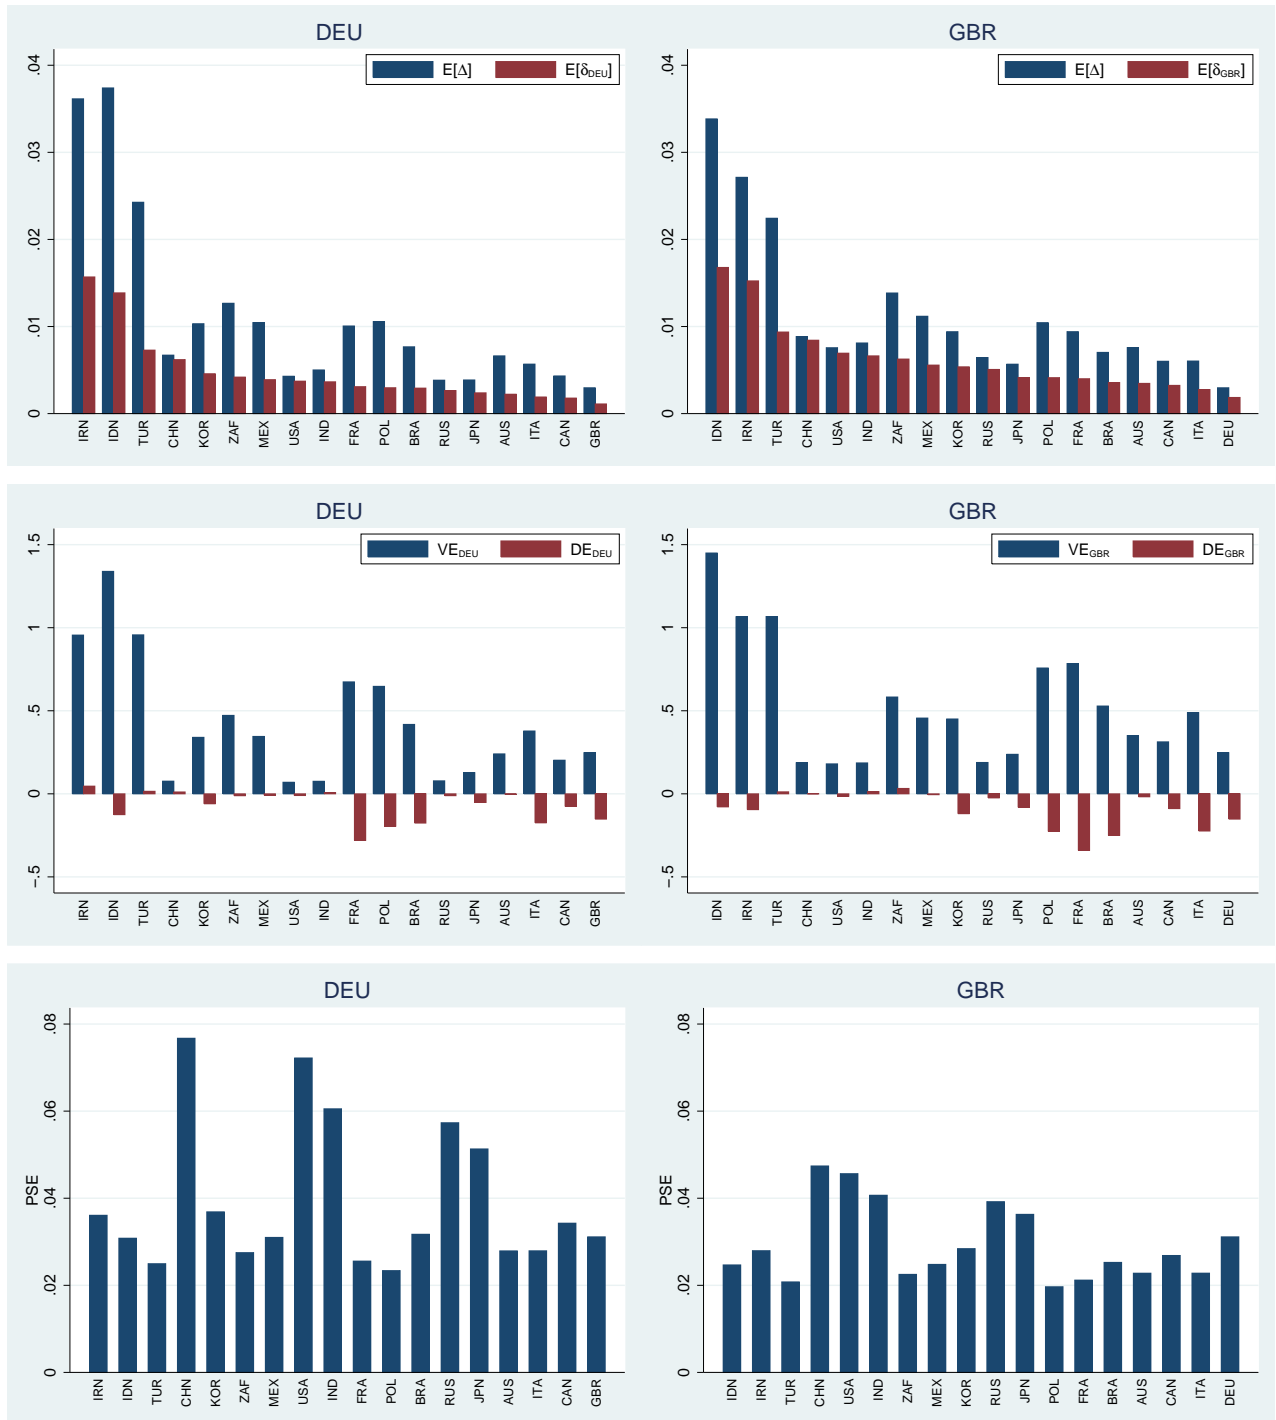 DEU
GBR
E[Δ] E[δDEU]
E[Δ] E[δGBR]
.04
.03
.02
.01
0
.04
.03
.02
.01
0
IRN IDN TUR CHN KOR ZAF MEX USA IND FRA POL BRA RUS JPN AUS ITA CAN GBR
IDN IRN TUR CHN USA IND ZAF MEX KOR RUS JPN POL FRA BRA AUS CAN ITA DEU
DEU
GBR
VEDEU DEDEU
VEGBR DEGBR
1.5
1
.5
0
−.5
1.5
1
.5
0
−.5
IRN IDN TUR CHN KOR ZAF MEX USA IND FRA POL BRA RUS JPN AUS ITA CAN GBR
IDN IRN TUR CHN USA IND ZAF MEX KOR RUS JPN POL FRA BRA AUS CAN ITA DEU
DEU
GBR
PSE
.08
.06
.04
.02
0
PSE
.08
.06
.04
.02
0
IRN IDN TUR CHN KOR ZAF MEX USA IND FRA POL BRA RUS JPN AUS ITA CAN GBR
IDN IRN TUR CHN USA IND ZAF MEX KOR RUS JPN POL FRA BRA AUS CAN ITA DEU